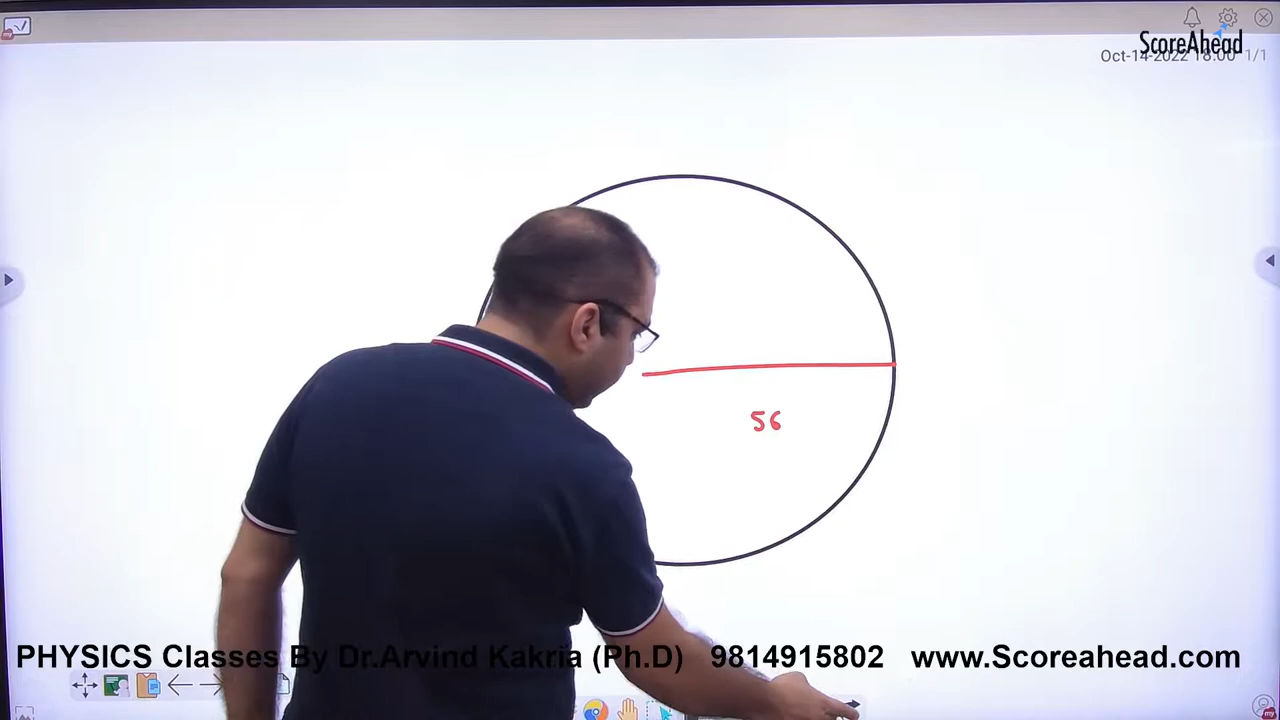 ScoreAhead
Oct-14-2022 18:00 1/1
56
PHYSICS Classes By Dr.Arvind Kakria (Ph.D) 9814915802 www.Scoreahead.com